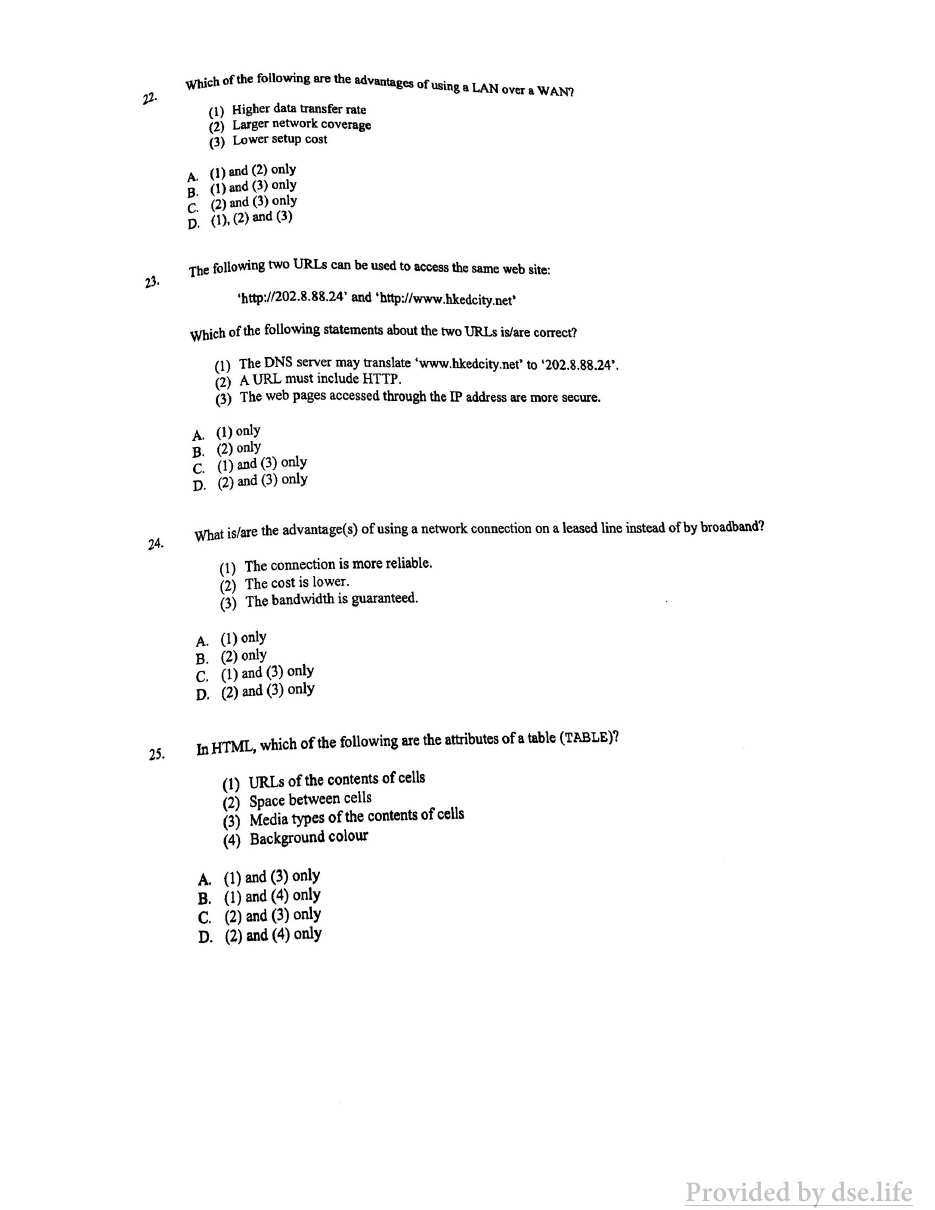 22. Which of the following are the advantages of using a LAN over a WAN?
(1) Higher data transfer rate
(2) Larger network coverage
(3) Lower setup cost
A. (1) and (2) only
B. (1) and (3) only
C. (2) and (3) only
D. (1), (2) and (3)
23. The following two URLs can be used to access the same web site:
‘http://202.8.88.24’ and ‘http://www.hkedcity.net’
Which of the following statements about the two URLs is/are correct?
(1) The DNS server may translate ‘www.hkedcity.net’ to ‘202.8.88.24’.
(2) A URL must include HTTP.
(3) The web pages accessed through the IP address are more secure.
A. (1) only
B. (2) only
C. (1) and (3) only
D. (2) and (3) only
24. What is/are the advantage(s) of using a network connection on a leased line instead of by broadband?
(1) The connection is more reliable.
(2) The cost is lower.
(3) The bandwidth is guaranteed.
A. (1) only
B. (2) only
C. (1) and (3) only
D. (2) and (3) only
25. In HTML, which of the following are the attributes of a table (TABLE)?
(1) URLs of the contents of cells
(2) Space between cells
(3) Media types of the contents of cells
(4) Background colour
A. (1) and (3) only
B. (1) and (4) only
C. (2) and (3) only
D. (2) and (4) only
Provided by dse.life